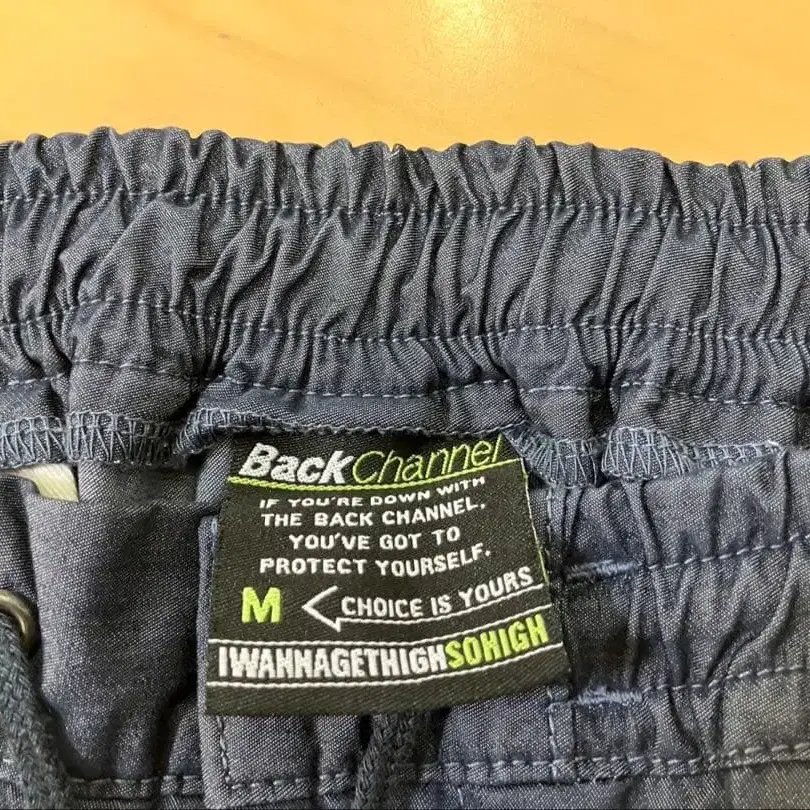 BackChannel
IF YOU'RE DOWN WITH
THE BACK CHANNEL,
YOU'VE GOT TO
PROTECT YOURSELF.
M CHOICE IS YOURS
IWANNAGETHIGHSOHIGH